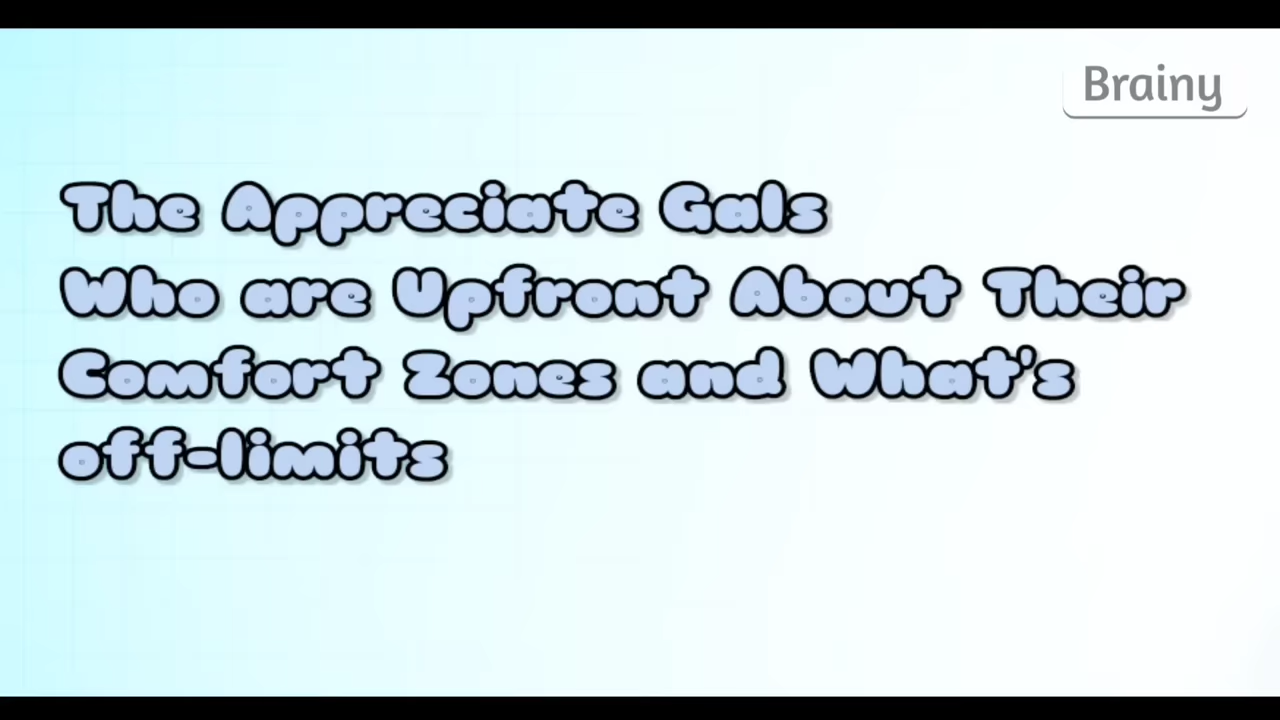 Brainy
The Appreciate Gals
Who are Upfront About Their
Comfort Zones and What's
off-limits